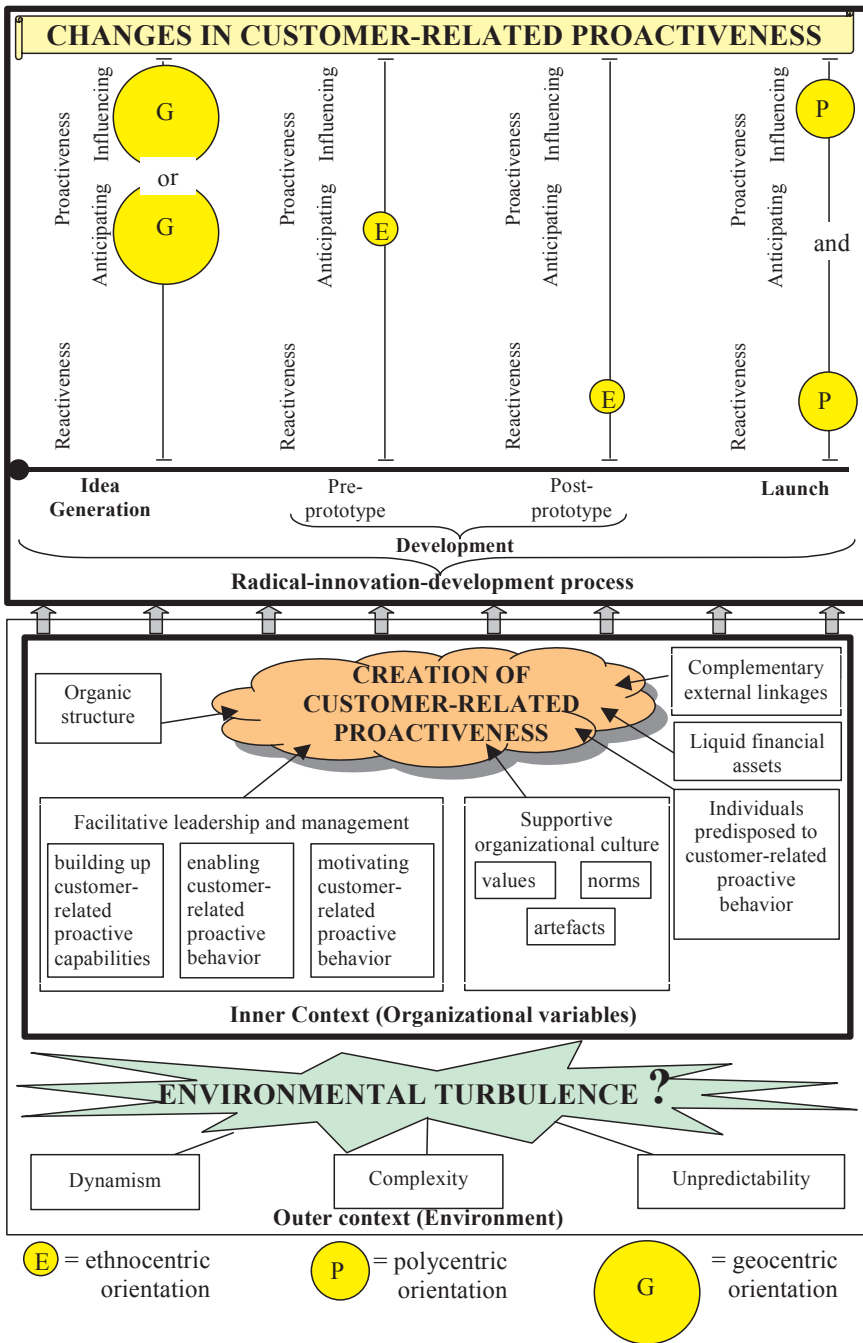 CHANGES IN CUSTOMER-RELATED PROACTIVENESS
Influencing
Proactiveness
Anticipating
Reactiveness
G
or
G
Influencing
Proactiveness
Anticipating
Reactiveness
E
Influencing
Proactiveness
Anticipating
Reactiveness
E
Influencing
Proactiveness
Anticipating
Reactiveness
P
and
P
Idea
Generation
Pre-
prototype
Post-
prototype
Launch
Development
Radical-innovation-development process
CREATION OF
CUSTOMER-RELATED
PROACTIVENESS
Organic
structure
Complementary
external linkages
Liquid financial
assets
Individuals
predisposed to
customer-related
proactive
behavior
Facilitative leadership and management
building up
customer-
related
proactive
capabilities
enabling
customer-
related
proactive
behavior
motivating
customer-
related
proactive
behavior
Supportive
organizational culture
values
norms
artefacts
Inner Context (Organizational variables)
ENVIRONMENTAL TURBULENCE ?
Dynamism
Complexity
Unpredictability
Outer context (Environment)
E = ethnocentric
orientation
P = polycentric
orientation
G = geocentric
orientation